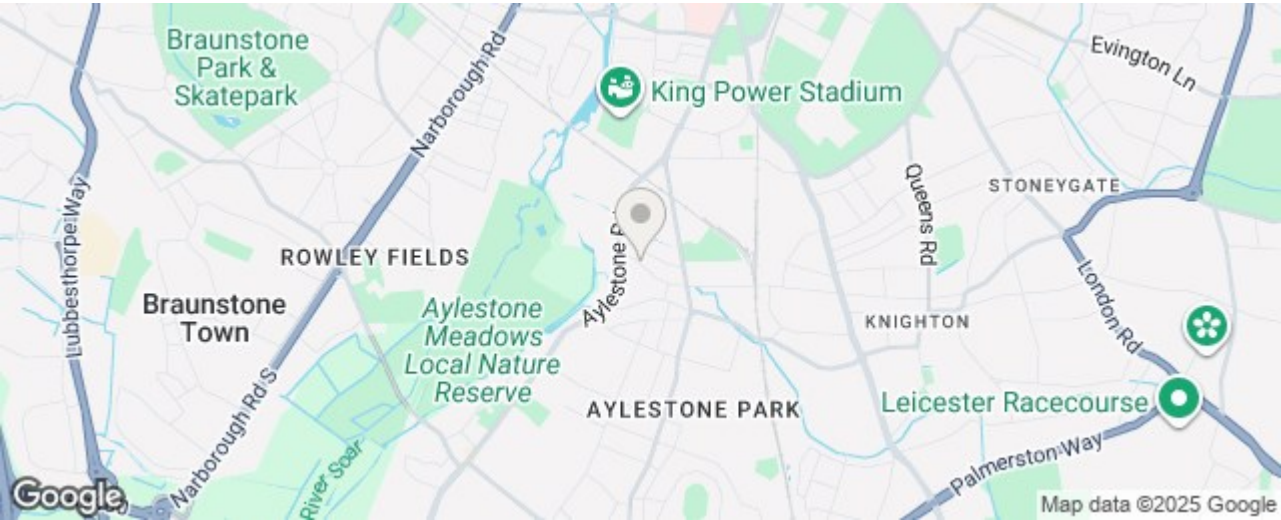 Braunstone
Park &
Skatepark
Narborough Rd
King Power Stadium
Evington Ln
Lubbesthorpe Way
Queens Rd
STONEYGATE
ROWLEY FIELDS
Aylestone Rd
Braunstone
Town
Aylestone
Meadows
Local Nature
Reserve
KNIGHTON
London Rd
Narborough Rd S
AYLESTONE PARK
Leicester Racecourse
River Soar
Palmerston Way
Google
Map data ©2025 Google